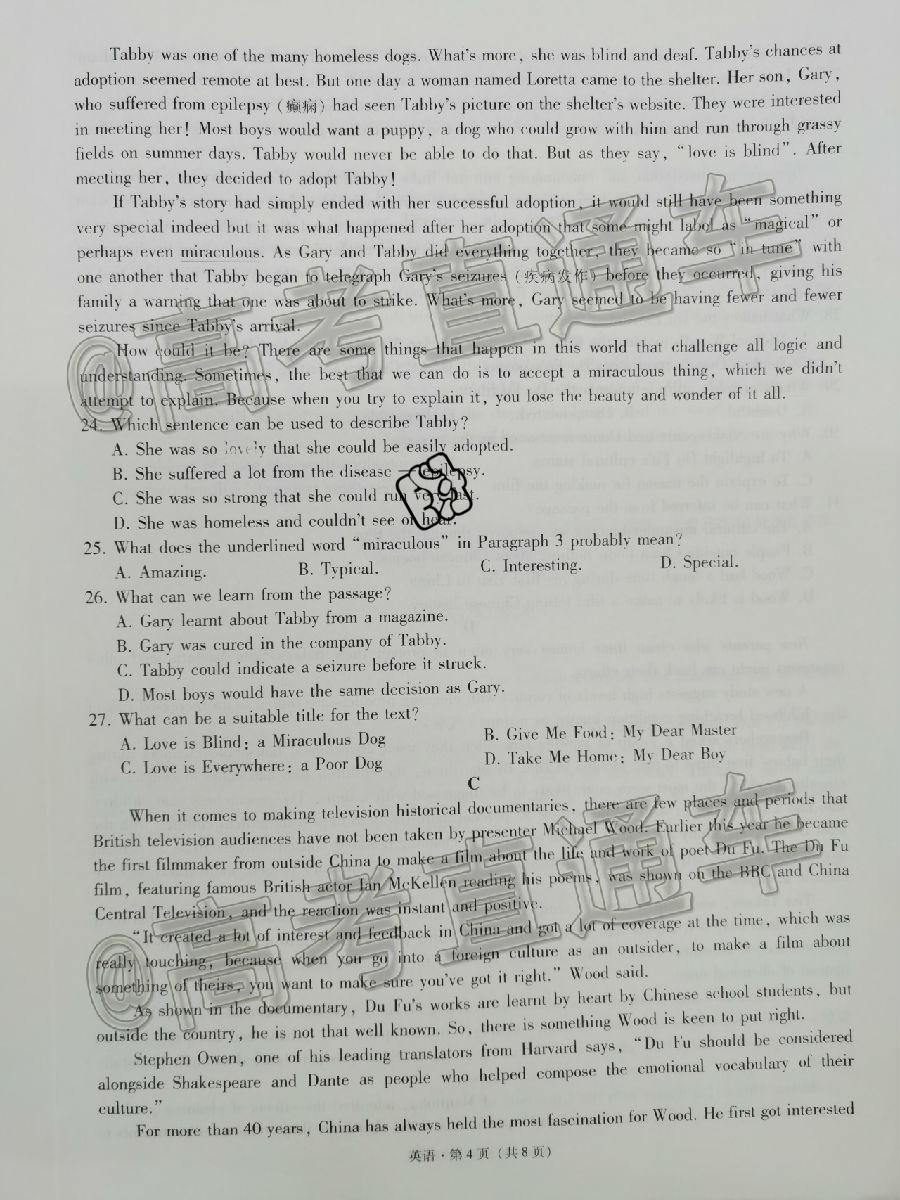 Tabby was one of the many homeless dogs. What's more, she was blind and deaf. Tabby's chances at
adoption seemed remote at best. But one day a woman named Loretta came to the shelter. Her son, Gary,
who suffered from epilepsy (癫痫) had seen Tabby's picture on the shelter's website. They were interested
in meeting her! Most boys would want a puppy, a dog who could grow with him and run through grassy
fields on summer days. Tabby would never be able to do that. But as they say, "love is blind". After
meeting her, they decided to adopt Tabby!
If Tabby's story had simply ended with her successful adoption, it would still have been something
very special indeed but it was what happened after her adoption that some might label as "magical" or
perhaps even miraculous. As Gary and Tabby did everything together, they became so "in tune" with
one another that Tabby began to telegraph Gary's seizures (疾病发作) before they occurred, giving his
family a warning that one was about to strike. What's more, Gary seemed to be having fewer and fewer
seizures since Tabby's arrival.
How could it be? There are some things that happen in this world that challenge all logic and
understanding. Sometimes, the best that we can do is to accept a miraculous thing, which we didn't
attempt to explain. Because when you try to explain it, you lose the beauty and wonder of it all.
24. Which sentence can be used to describe Tabby?
A. She was so lovely that she could be easily adopted.
B. She suffered a lot from the disease — epilepsy.
C. She was so strong that she could run very fast.
D. She was homeless and couldn't see or hear.
25. What does the underlined word "miraculous" in Paragraph 3 probably mean?
A. Amazing. B. Typical. C. Interesting. D. Special.
26. What can we learn from the passage?
A. Gary learnt about Tabby from a magazine.
B. Gary was cured in the company of Tabby.
C. Tabby could indicate a seizure before it struck.
D. Most boys would have the same decision as Gary.
27. What can be a suitable title for the text?
A. Love is Blind: a Miraculous Dog B. Give Me Food: My Dear Master
C. Love is Everywhere: a Poor Dog D. Take Me Home: My Dear Boy
C
When it comes to making television historical documentaries, there are few places and periods that
British television audiences have not been taken by presenter Michael Wood. Earlier this year he became
the first filmmaker from outside China to make a film about the life and work of poet Du Fu. The Du Fu
film, featuring famous British actor Ian McKellen reading his poems, was shown on the BBC and China
Central Television, and the reaction was instant and positive.
"It created a lot of interest and feedback in China and got a lot of coverage at the time, which was
really touching, because when you go into a foreign culture as an outsider, to make a film about
something of theirs, you want to make sure you've got it right." Wood said.
As shown in the documentary, Du Fu's works are learnt by heart by Chinese school students, but
outside the country, he is not that well known. So, there is something Wood is keen to put right.
Stephen Owen, one of his leading translators from Harvard says, "Du Fu should be considered
alongside Shakespeare and Dante as people who helped compose the emotional vocabulary of their
culture."
For more than 40 years, China has always held the most fascination for Wood. He first got interested
英语·第4页(共8页)
@高考直通车
@高考直通车